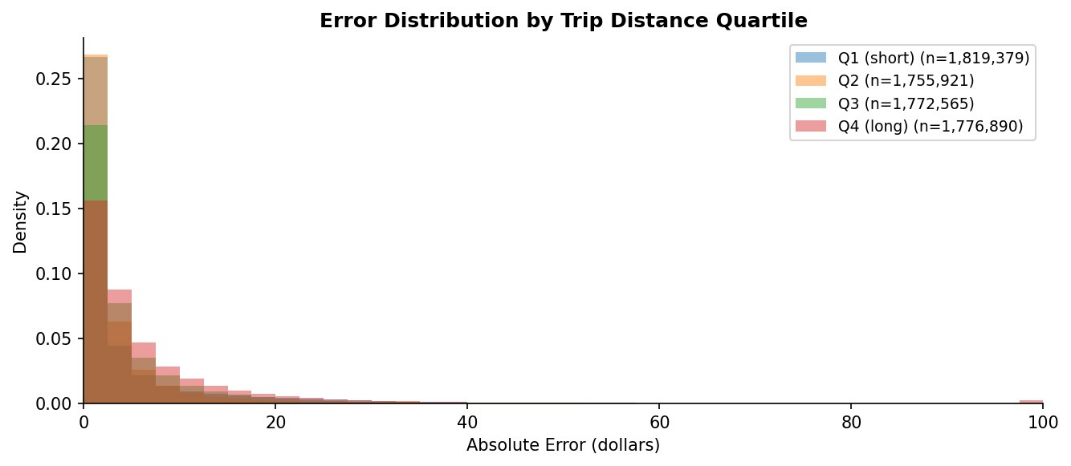 Error Distribution by Trip Distance Quartile
Q1 (short) (n=1,819,379)
Q2 (n=1,755,921)
Q3 (n=1,772,565)
Q4 (long) (n=1,776,890)
Density
0.25
0.20
0.15
0.10
0.05
0.00
0 20 40 60 80 100
Absolute Error (dollars)